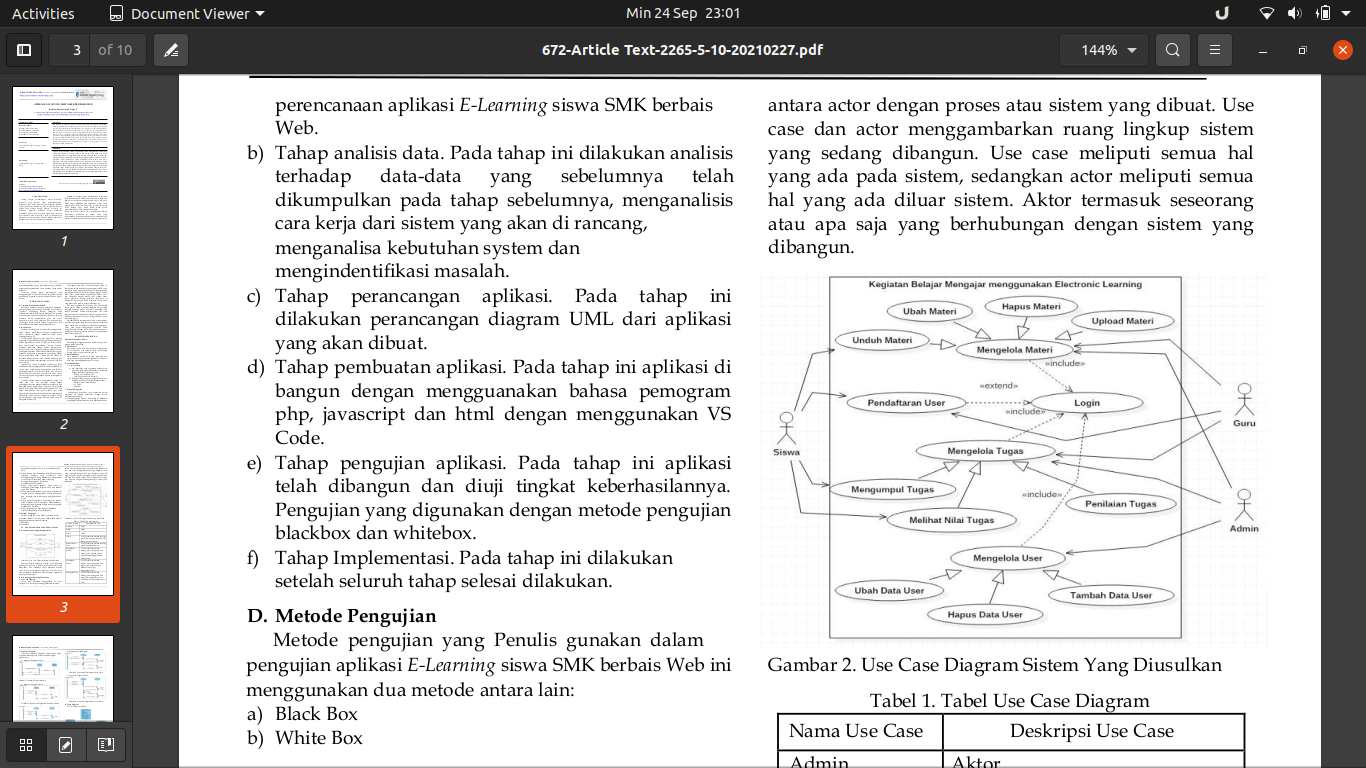 Activities
Document Viewer
Min 24 Sep 23:01
3
of 10
672-Article Text-2265-5-10-20210227.pdf
144%
1
2
3
perencanaan aplikasi E-Learning siswa SMK berbais
Web.
b) Tahap analisis data. Pada tahap ini dilakukan analisis
terhadap data-data yang sebelumnya telah
dikumpulkan pada tahap sebelumnya, menganalisis
cara kerja dari sistem yang akan di rancang,
menganalisa kebutuhan system dan
mengindentifikasi masalah.
c) Tahap perancangan aplikasi. Pada tahap ini
dilakukan perancangan diagram UML dari aplikasi
yang akan dibuat.
d) Tahap pembuatan aplikasi. Pada tahap ini aplikasi di
bangun dengan mengguanakan bahasa pemogram
php, javascript dan html dengan menggunakan VS
Code.
e) Tahap pengujian aplikasi. Pada tahap ini aplikasi
telah dibangun dan diuji tingkat keberhasilannya.
Pengujian yang digunakan dengan metode pengujian
blackbox dan whitebox.
f) Tahap Implementasi. Pada tahap ini dilakukan
setelah seluruh tahap selesai dilakukan.
D. Metode Pengujian
Metode pengujian yang Penulis gunakan dalam
pengujian aplikasi E-Learning siswa SMK berbais Web ini
menggunakan dua metode antara lain:
a) Black Box
b) White Box
antara actor dengan proses atau sistem yang dibuat. Use
case dan actor menggambarkan ruang lingkup sistem
yang sedang dibangun. Use case meliputi semua hal
yang ada pada sistem, sedangkan actor meliputi semua
hal yang ada diluar sistem. Aktor termasuk seseorang
atau apa saja yang berhubungan dengan sistem yang
dibangun.
Kegiatan Belajar Mengajar menggunakan Electronic Learning
Hapus Materi
Ubah Materi
Upload Materi
Unduh Materi
Mengelola Materi
«include»
«extend»
Pendaftaran User
Login
«include»
Guru
Siswa
Mengelola Tugas
Mengumpul Tugas
«include»
Penilaian Tugas
Melihat Nilai Tugas
Admin
Mengelola User
Ubah Data User
Tambah Data User
Hapus Data User
Gambar 2. Use Case Diagram Sistem Yang Diusulkan
Tabel 1. Tabel Use Case Diagram
Nama Use Case
Deskripsi Use Case
Admin
Aktor